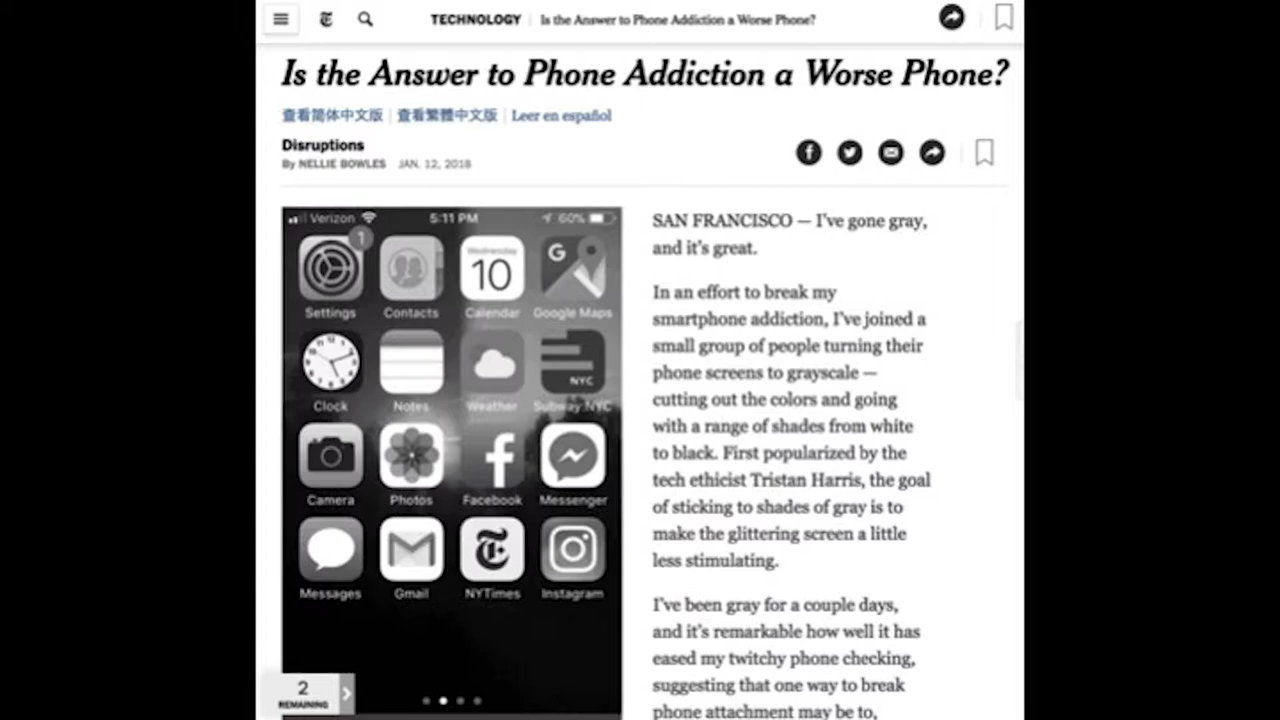 TECHNOLOGY | Is the Answer to Phone Addiction a Worse Phone?
Is the Answer to Phone Addiction a Worse Phone?
查看简体中文版 | 查看繁體中文版 | Leer en español
Disruptions
By NELLIE BOWLES JAN. 12, 2018
Verizon 5:11 PM 60%
1
Wednesday
10
G
Settings Contacts Calendar Google Maps
NYC
Clock Notes Weather Subway NYC
Camera Photos Facebook Messenger
Messages Gmail NYTimes Instagram
2
REMAINING
SAN FRANCISCO — I've gone gray,
and it's great.
In an effort to break my
smartphone addiction, I've joined a
small group of people turning their
phone screens to grayscale —
cutting out the colors and going
with a range of shades from white
to black. First popularized by the
tech ethicist Tristan Harris, the goal
of sticking to shades of gray is to
make the glittering screen a little
less stimulating.
I've been gray for a couple days,
and it's remarkable how well it has
eased my twitchy phone checking,
suggesting that one way to break
phone attachment may be to,